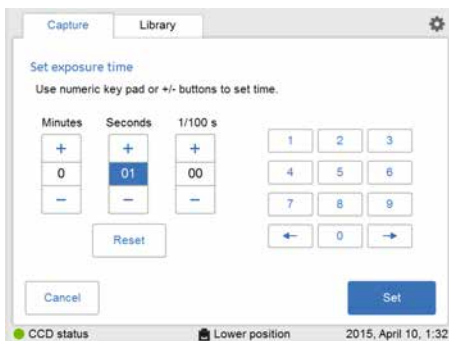 Capture Library
Set exposure time
Use numeric key pad or +/- buttons to set time.
Minutes Seconds 1/100 s
+ + + 1 2 3
0 01 00 4 5 6
− − − 7 8 9
Reset ← 0 →
Cancel Set
CCD status Lower position 2015, April 10, 1:32